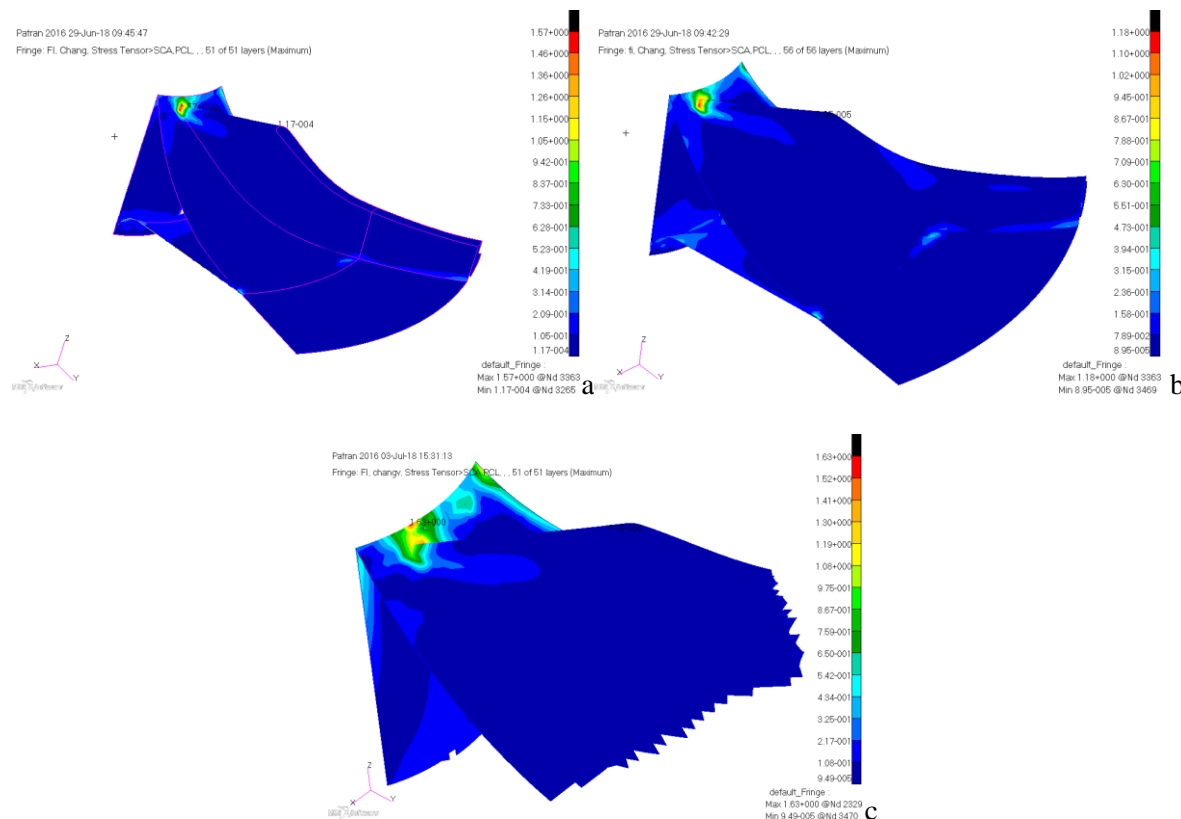 Patran 2016 29-Jun-18 09:45:47
Fringe: FI, Chang, Stress Tensor>SCA,PCL, , , 51 of 51 layers (Maximum)
1.57+000
1.46+000
1.36+000
1.26+000
1.15+000
1.05+000
9.42-001
8.37-001
7.33-001
6.28-001
5.23-001
4.19-001
3.14-001
2.09-001
1.05-001
1.17-004
1.17-004
X
Y
Z
default_Fringe :
Max 1.57+000 @Nd 3363
Min 1.17-004 @Nd 3265
a
Patran 2016 29-Jun-18 09:42:29
Fringe: fi, Chang, Stress Tensor>SCA,PCL, , , 56 of 56 layers (Maximum)
1.18+000
1.10+000
1.02+000
9.45-001
8.67-001
7.88-001
7.09-001
6.30-001
5.51-001
4.73-001
3.94-001
3.15-001
2.36-001
1.58-001
7.89-002
8.95-005
X
Y
Z
default_Fringe :
Max 1.18+000 @Nd 3363
Min 8.95-005 @Nd 3469
b
Patran 2016 03-Jul-18 15:31:13
Fringe: FI, changv, Stress Tensor>SCA,PCL, , , 51 of 51 layers (Maximum)
1.63+000
1.63+000
1.52+000
1.41+000
1.30+000
1.19+000
1.08+000
9.75-001
8.67-001
7.59-001
6.50-001
5.42-001
4.34-001
3.25-001
2.17-001
1.08-001
9.49-005
X
Y
Z
default_Fringe :
Max 1.63+000 @Nd 2329
Min 9.49-005 @Nd 3470
c